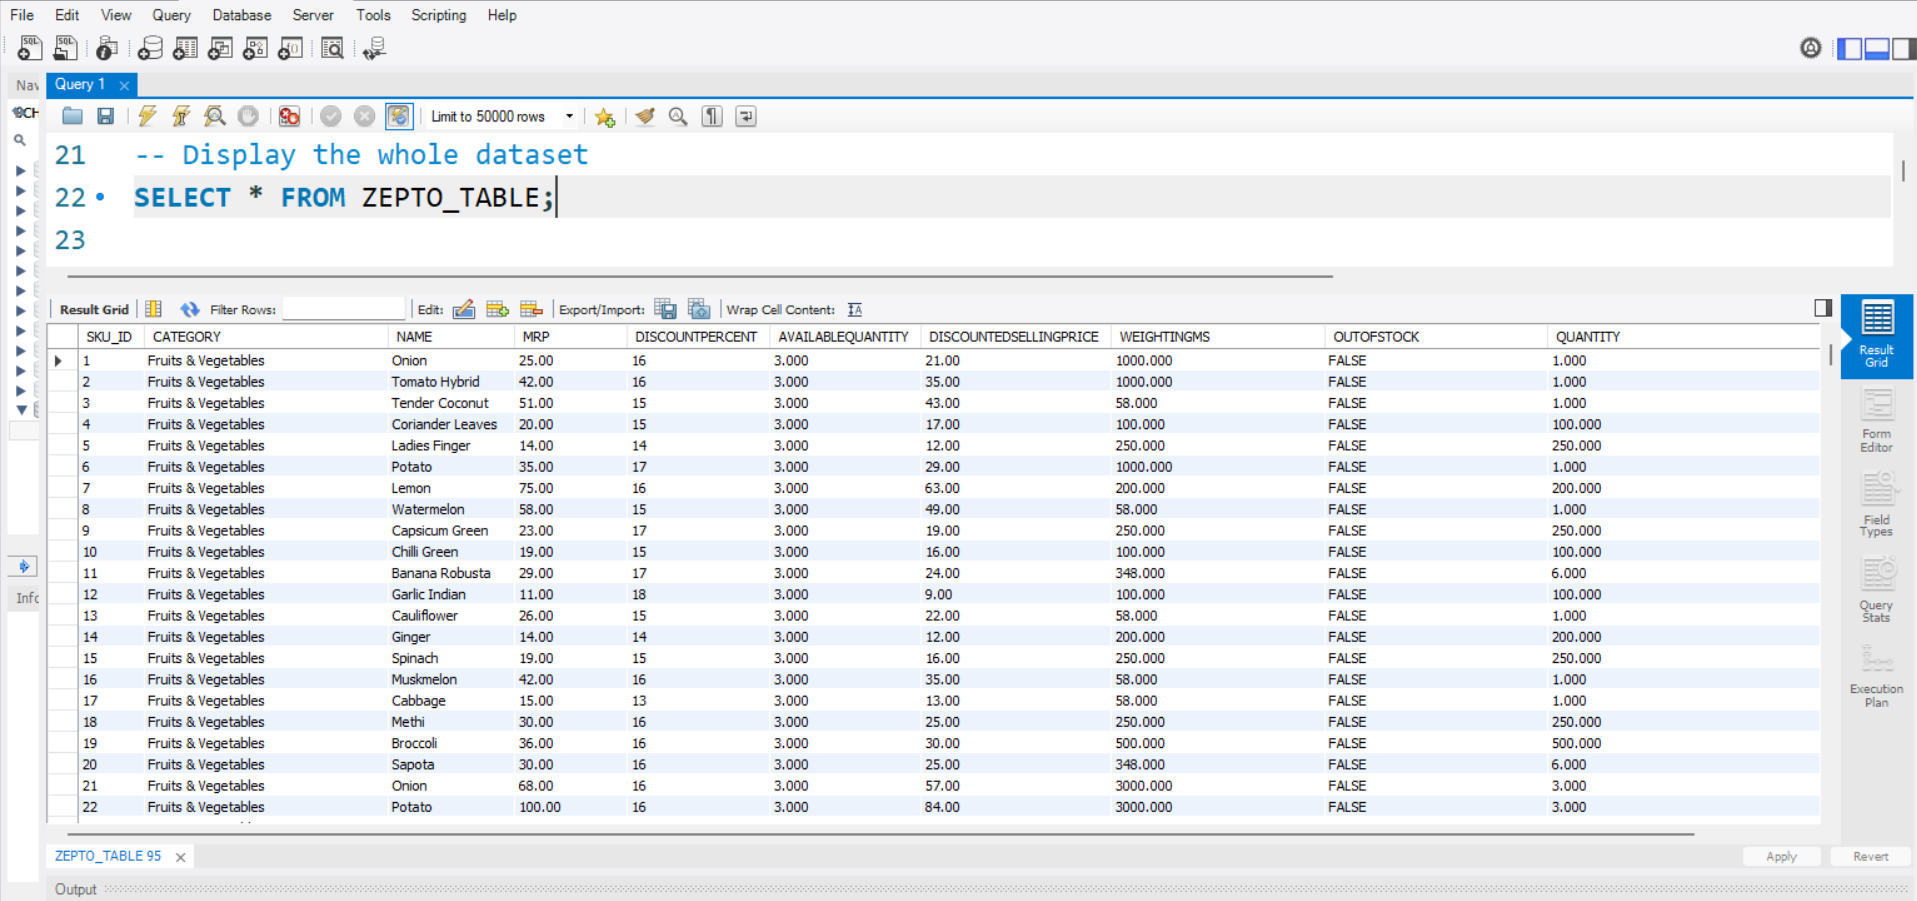 File Edit View Query Database Server Tools Scripting Help
Nav Query 1
CH Limit to 50000 rows
21 -- Display the whole dataset
22 SELECT * FROM ZEPTO_TABLE;
23
Result Grid Filter Rows: Edit: Export/Import: Wrap Cell Content:
SKU_ID CATEGORY NAME MRP DISCOUNTPERCENT AVAILABLEQUANTITY DISCOUNTEDSELLINGPRICE WEIGHTINGMS OUTOFSTOCK QUANTITY
1 Fruits & Vegetables Onion 25.00 16 3.000 21.00 1000.000 FALSE 1.000
2 Fruits & Vegetables Tomato Hybrid 42.00 16 3.000 35.00 1000.000 FALSE 1.000
3 Fruits & Vegetables Tender Coconut 51.00 15 3.000 43.00 58.000 FALSE 1.000
4 Fruits & Vegetables Coriander Leaves 20.00 15 3.000 17.00 100.000 FALSE 100.000
5 Fruits & Vegetables Ladies Finger 14.00 14 3.000 12.00 250.000 FALSE 250.000
6 Fruits & Vegetables Potato 35.00 17 3.000 29.00 1000.000 FALSE 1.000
7 Fruits & Vegetables Lemon 75.00 16 3.000 63.00 200.000 FALSE 200.000
8 Fruits & Vegetables Watermelon 58.00 15 3.000 49.00 58.000 FALSE 1.000
9 Fruits & Vegetables Capsicum Green 23.00 17 3.000 19.00 250.000 FALSE 250.000
10 Fruits & Vegetables Chilli Green 19.00 15 3.000 16.00 100.000 FALSE 100.000
11 Fruits & Vegetables Banana Robusta 29.00 17 3.000 24.00 348.000 FALSE 6.000
12 Fruits & Vegetables Garlic Indian 11.00 18 3.000 9.00 100.000 FALSE 100.000
13 Fruits & Vegetables Cauliflower 26.00 15 3.000 22.00 58.000 FALSE 1.000
14 Fruits & Vegetables Ginger 14.00 14 3.000 12.00 200.000 FALSE 200.000
15 Fruits & Vegetables Spinach 19.00 15 3.000 16.00 250.000 FALSE 250.000
16 Fruits & Vegetables Muskmelon 42.00 16 3.000 35.00 58.000 FALSE 1.000
17 Fruits & Vegetables Cabbage 15.00 13 3.000 13.00 58.000 FALSE 1.000
18 Fruits & Vegetables Methi 30.00 16 3.000 25.00 250.000 FALSE 250.000
19 Fruits & Vegetables Broccoli 36.00 16 3.000 30.00 500.000 FALSE 500.000
20 Fruits & Vegetables Sapota 30.00 16 3.000 25.00 348.000 FALSE 6.000
21 Fruits & Vegetables Onion 68.00 16 3.000 57.00 3000.000 FALSE 3.000
22 Fruits & Vegetables Potato 100.00 16 3.000 84.00 3000.000 FALSE 3.000
Result
Grid
Form
Editor
Field
Types
Query
Stats
Execution
Plan
Info
ZEPTO_TABLE 95 Apply Revert
Output